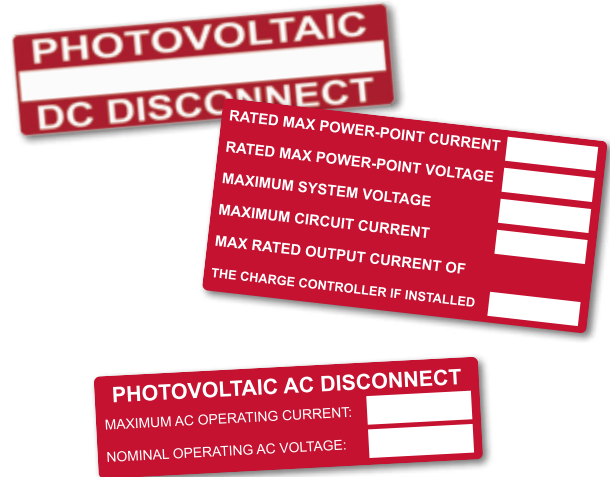 PHOTOVOLTAIC
DC DISCONNECT
RATED MAX POWER-POINT CURRENT
RATED MAX POWER-POINT VOLTAGE
MAXIMUM SYSTEM VOLTAGE
MAXIMUM CIRCUIT CURRENT
MAX RATED OUTPUT CURRENT OF
THE CHARGE CONTROLLER IF INSTALLED
PHOTOVOLTAIC AC DISCONNECT
MAXIMUM AC OPERATING CURRENT:
NOMINAL OPERATING AC VOLTAGE: